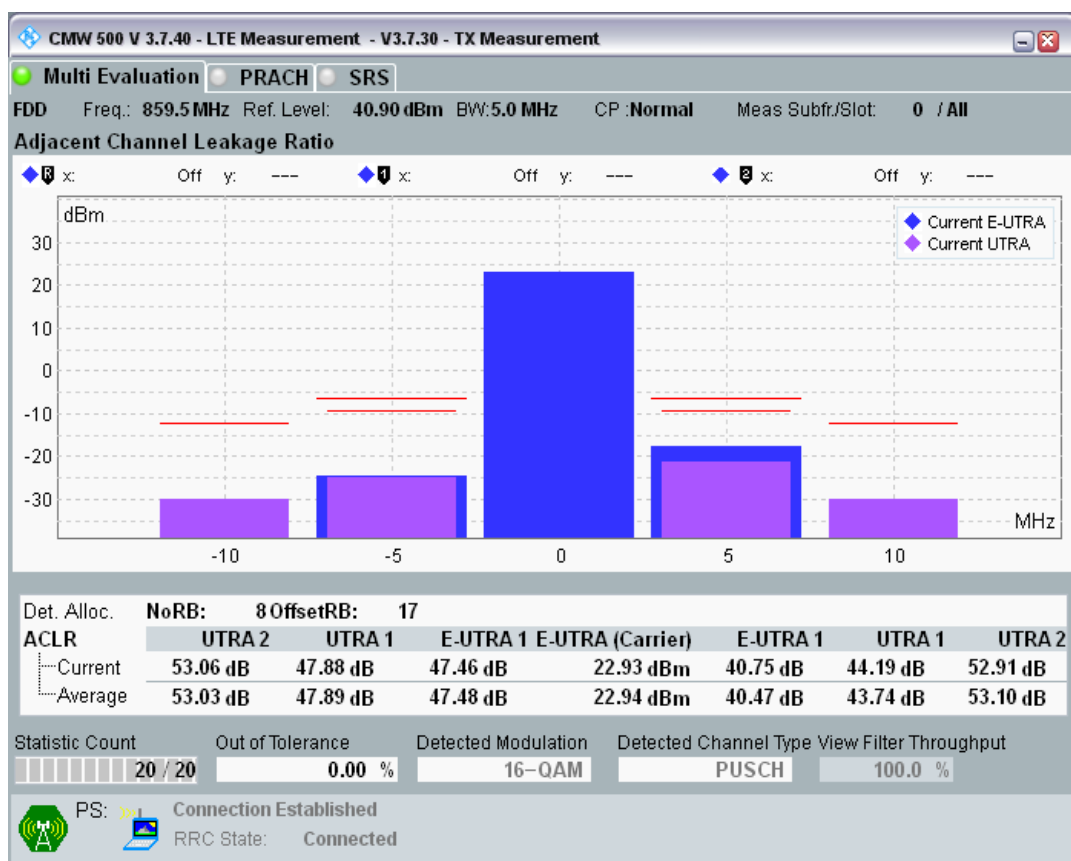 CMW 500 V 3.7.40 - LTE Measurement - V3.7.30 - TX Measurement
Multi Evaluation PRACH SRS
FDD Freq.: 859.5 MHz Ref. Level: 40.90 dBm BW:5.0 MHz CP :Normal Meas Subfr./Slot: 0 / All
Adjacent Channel Leakage Ratio
R x: Off y: --- 1 x: Off y: --- 2 x: Off y: ---
dBm
Current E-UTRA
Current UTRA
30
20
10
0
-10
-20
-30
MHz
-10 -5 0 5 10
Det. Alloc. NoRB: 8 OffsetRB: 17
ACLR UTRA 2 UTRA 1 E-UTRA 1 E-UTRA (Carrier) E-UTRA 1 UTRA 1 UTRA 2
Current 53.06 dB 47.88 dB 47.46 dB 22.93 dBm 40.75 dB 44.19 dB 52.91 dB
Average 53.03 dB 47.89 dB 47.48 dB 22.94 dBm 40.47 dB 43.74 dB 53.10 dB
Statistic Count Out of Tolerance Detected Modulation Detected Channel Type View Filter Throughput
20 / 20 0.00 % 16-QAM PUSCH 100.0 %
PS: Connection Established
RRC State: Connected